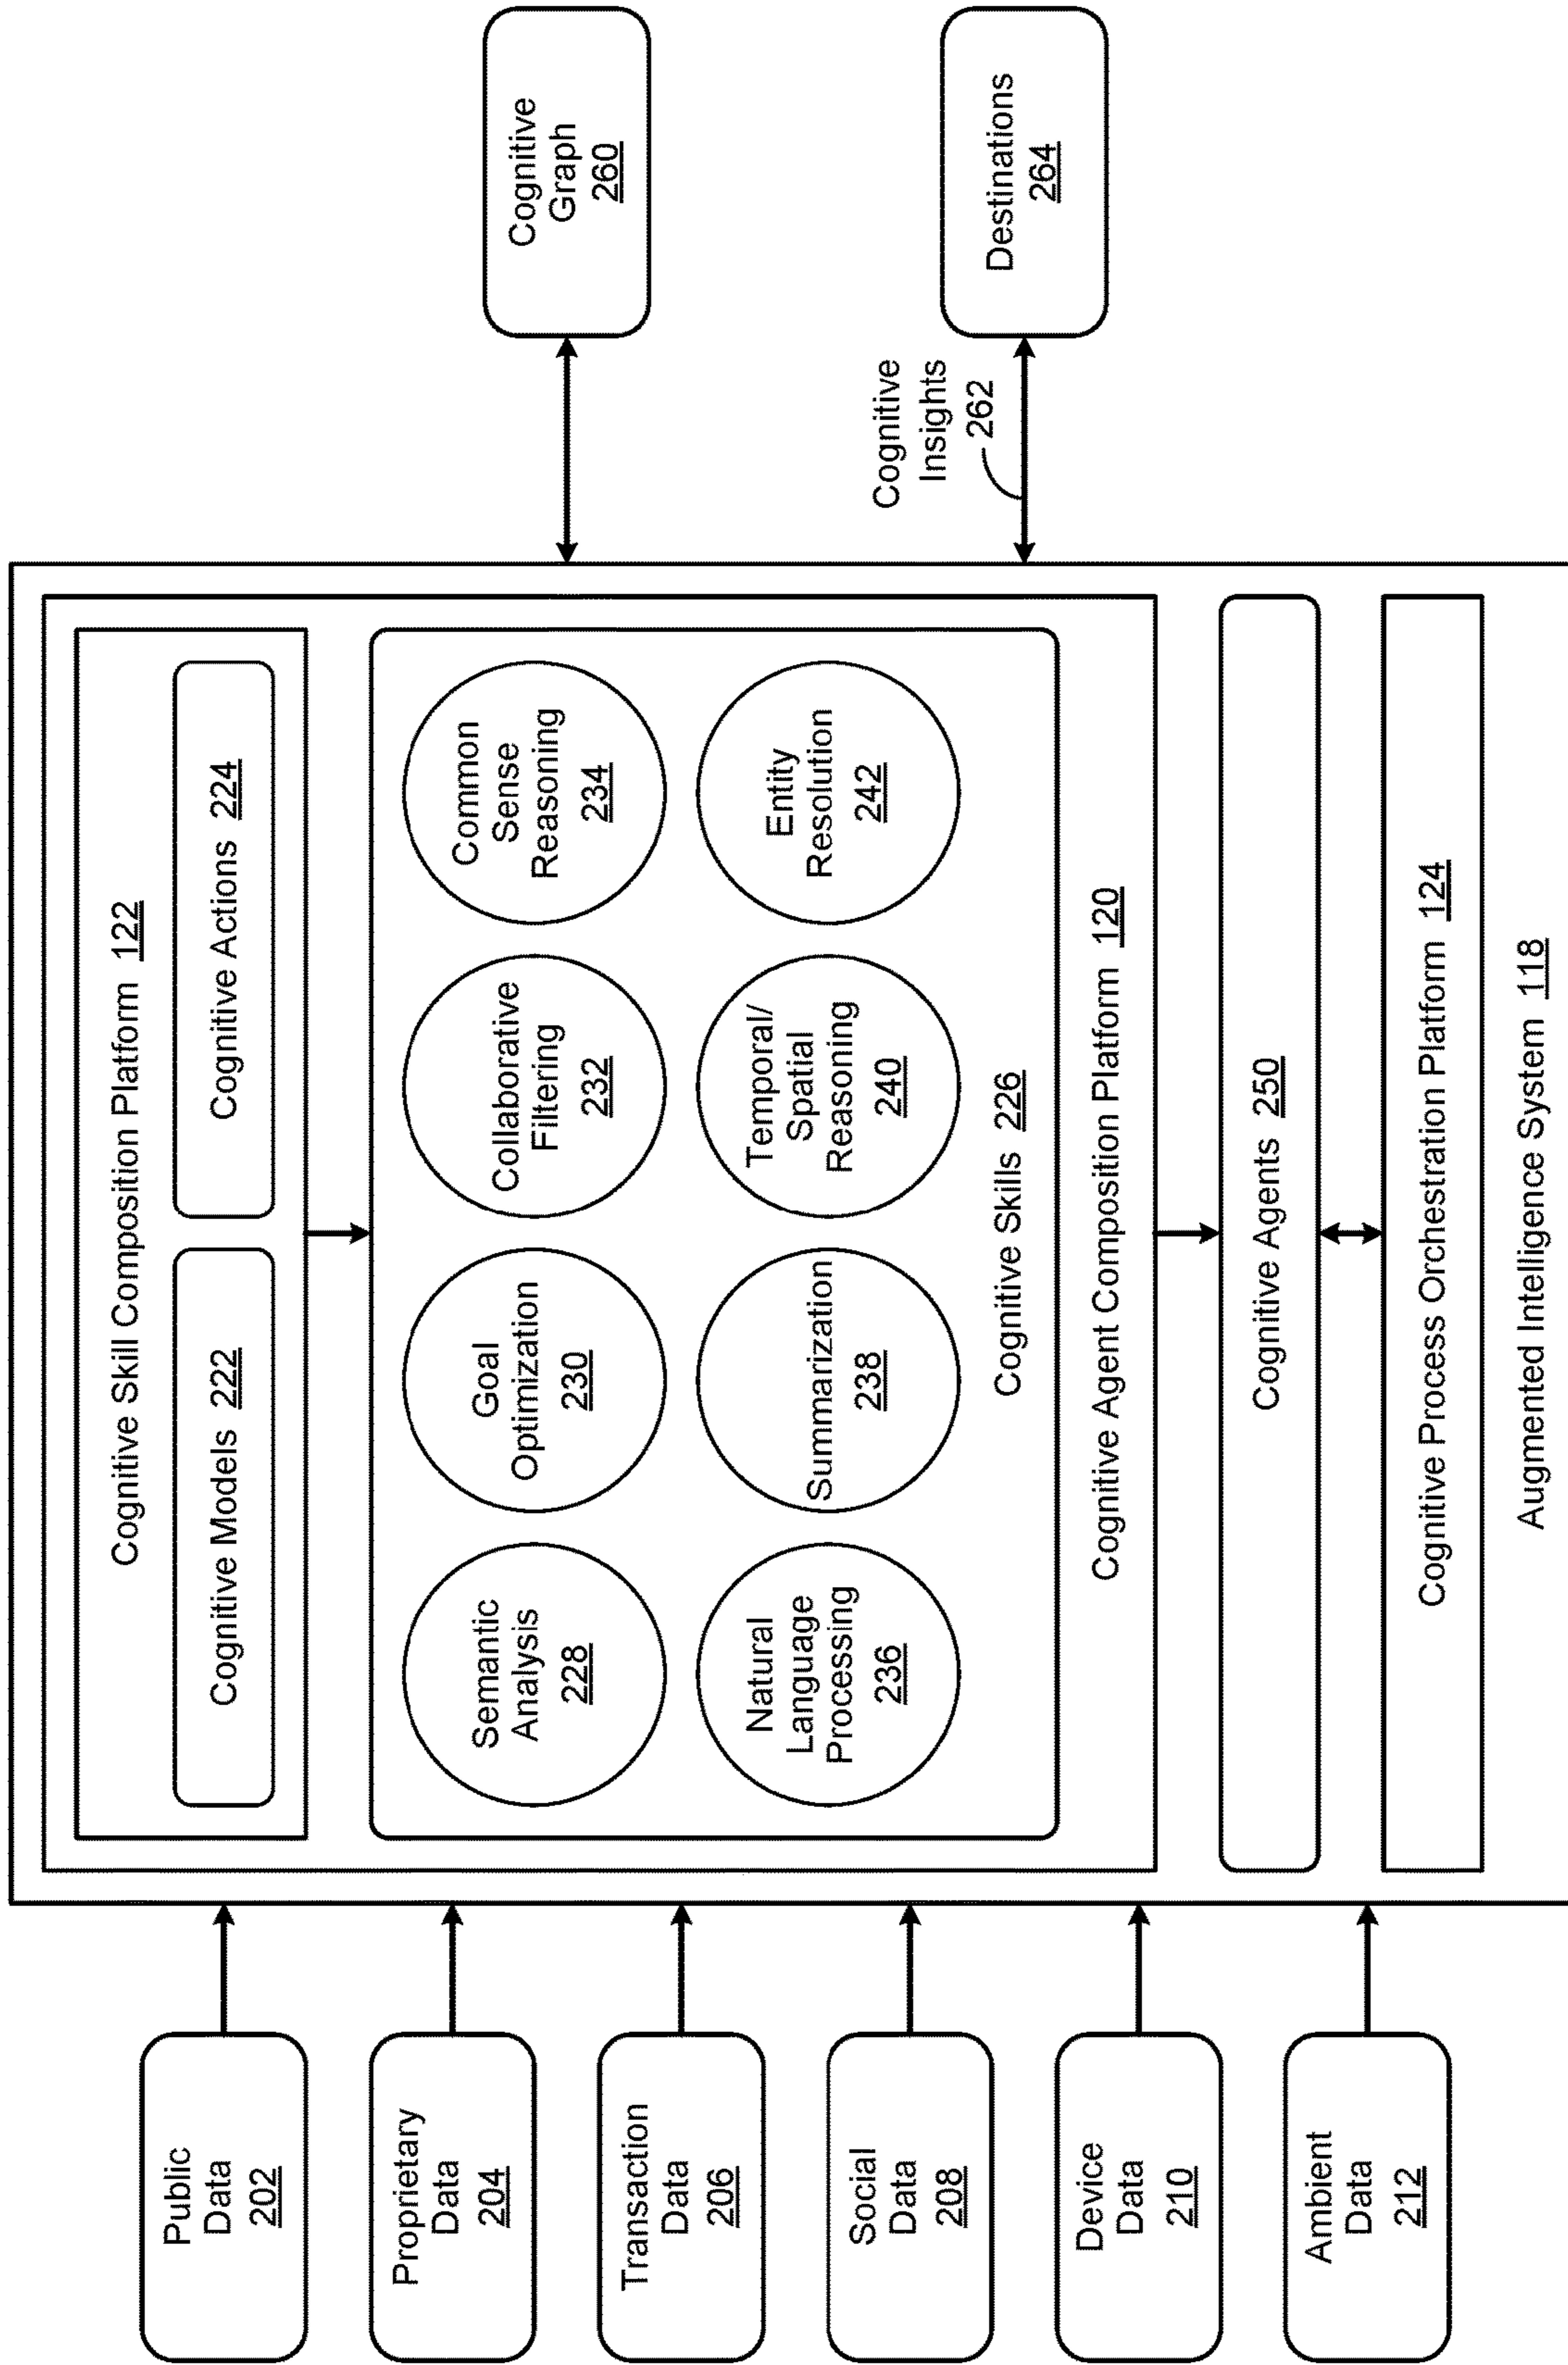 Public
Data
202
Proprietary
Data
204
Transaction
Data
206
Social
Data
208
Device
Data
210
Ambient
Data
212
Cognitive Skill Composition Platform 122
Cognitive Models 222
Cognitive Actions 224
Semantic
Analysis
228
Goal
Optimization
230
Collaborative
Filtering
232
Common
Sense
Reasoning
234
Natural
Language
Processing
236
Summarization
238
Temporal/
Spatial
Reasoning
240
Entity
Resolution
242
Cognitive Skills 226
Cognitive Agent Composition Platform 120
Cognitive Agents 250
Cognitive Process Orchestration Platform 124
Augmented Intelligence System 118
Cognitive
Graph
260
Cognitive
Insights
262
Destinations
264